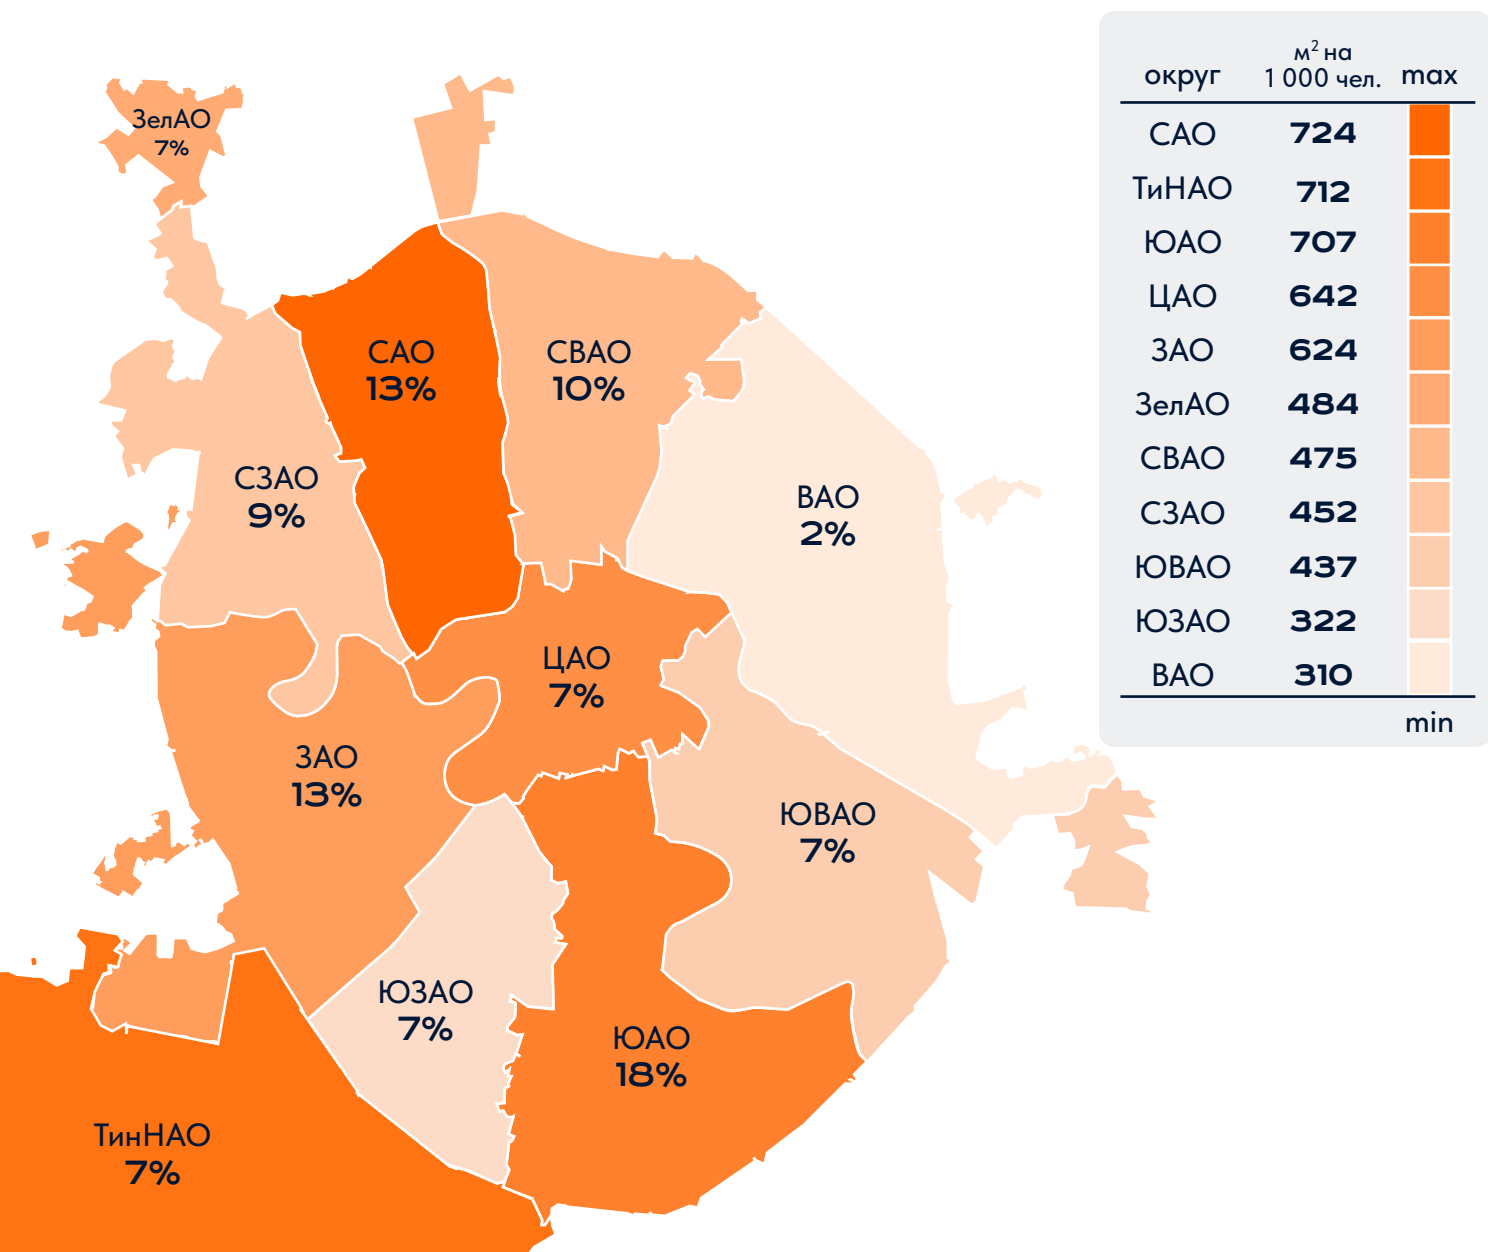 ЗелАО
7%
САО
13%
СВАО
10%
СЗАО
9%
ВАО
2%
ЦАО
7%
ЗАО
13%
ЮВАО
7%
ЮЗАО
7%
ЮАО
18%
ТинНАО
7%
округ м² на 1 000 чел. max
САО 724
ТиНАО 712
ЮАО 707
ЦАО 642
ЗАО 624
ЗелАО 484
СВАО 475
СЗАО 452
ЮВАО 437
ЮЗАО 322
ВАО 310
min